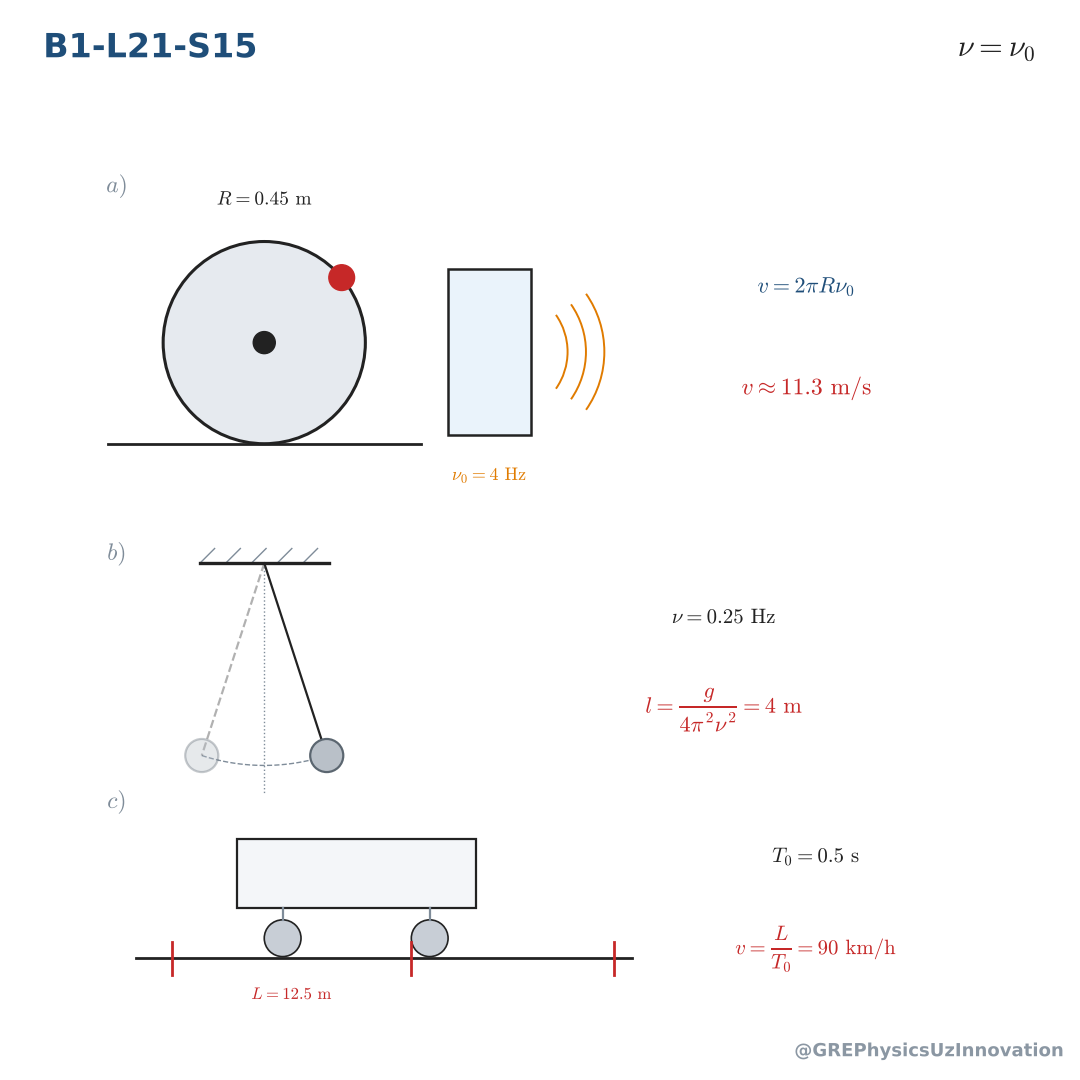 B1-L21-S15
ν = ν₀
a)
R = 0.45 m
v = 2πRν₀
v ≈ 11.3 m/s
ν₀ = 4 Hz
b)
ν = 0.25 Hz
l = g / 4π²ν² = 4 m
c)
T₀ = 0.5 s
v = L / T₀ = 90 km/h
L = 12.5 m
@GREPhysicsUzInnovation